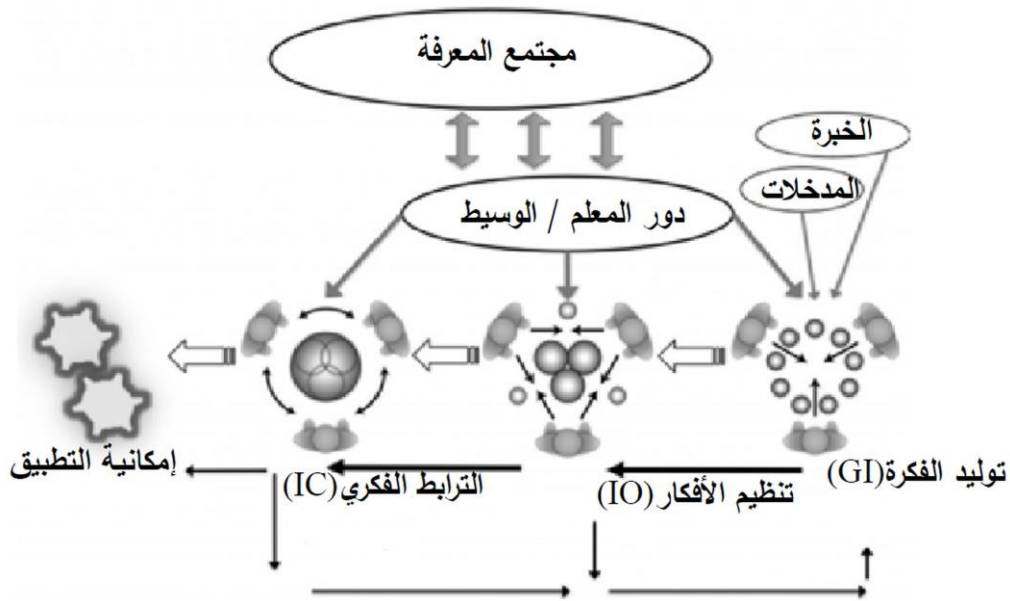 مجتمع المعرفة
الخبرة
المدخلات
دور المعلم / الوسيط
توليد الفكرة(GI)
تنظيم الأفكار(IO)
الترابط الفكري(IC)
إمكانية التطبيق